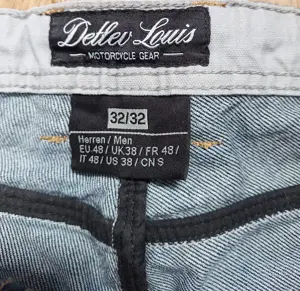 Detlev Louis
MOTORCYCLE GEAR
32/32
Herren / Men
EU 48 / UK 38 / FR 48 /
IT 48 / US 38 / CN S